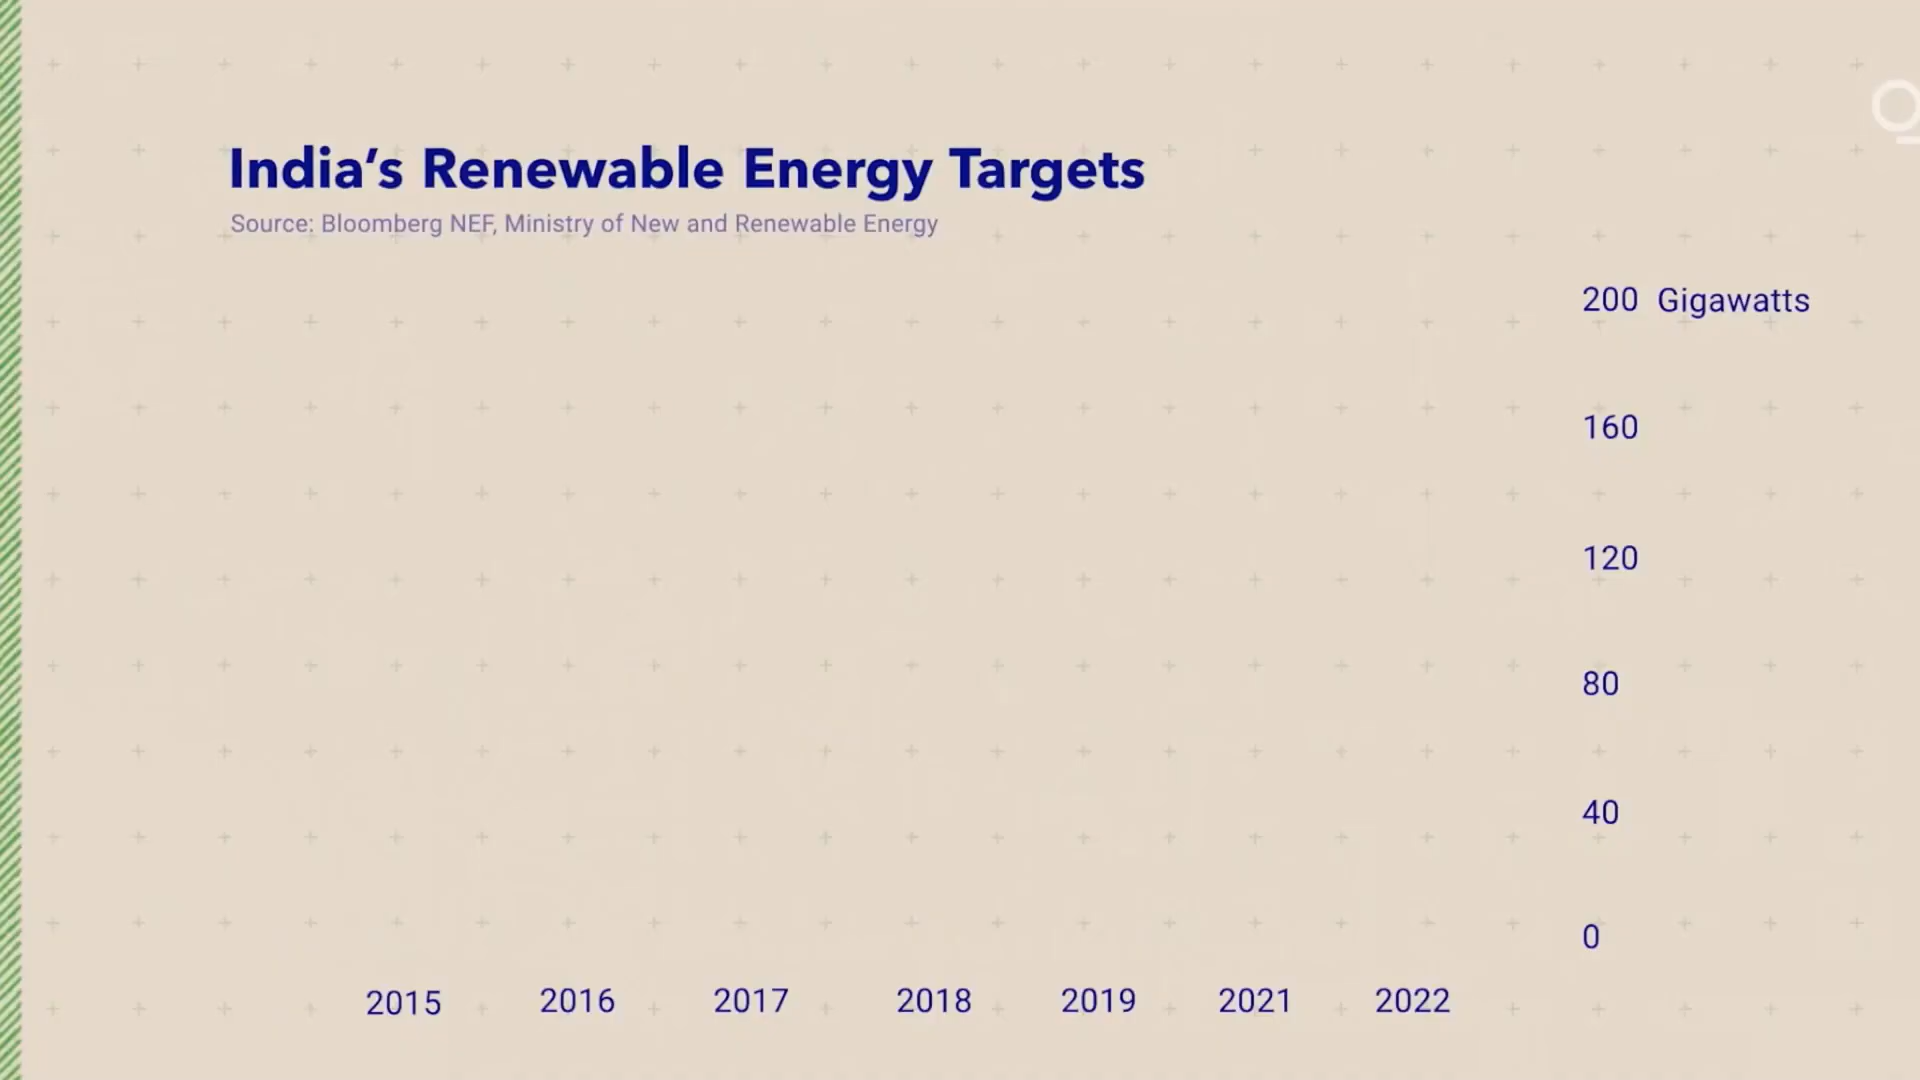 India’s Renewable Energy Targets
Source: Bloomberg NEF, Ministry of New and Renewable Energy
200 Gigawatts
160
120
80
40
0
2015 2016 2017 2018 2019 2021 2022